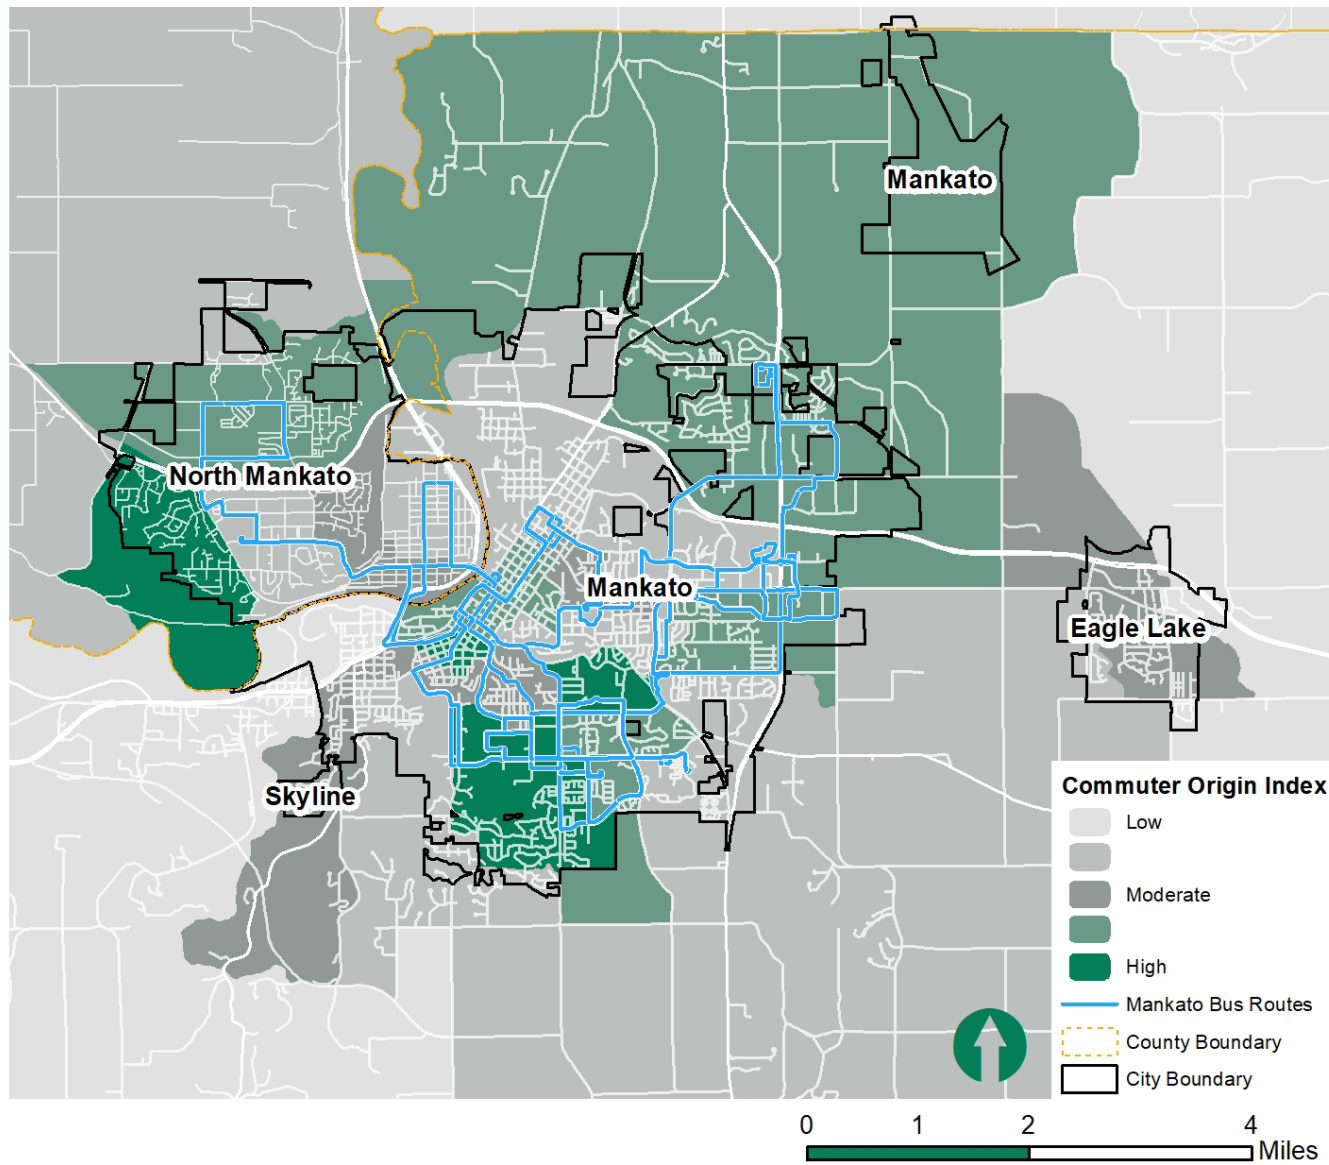 Mankato
North Mankato
Mankato
Eagle Lake
Skyline
Commuter Origin Index
Low
Moderate
High
Mankato Bus Routes
County Boundary
City Boundary
0 1 2 4
Miles